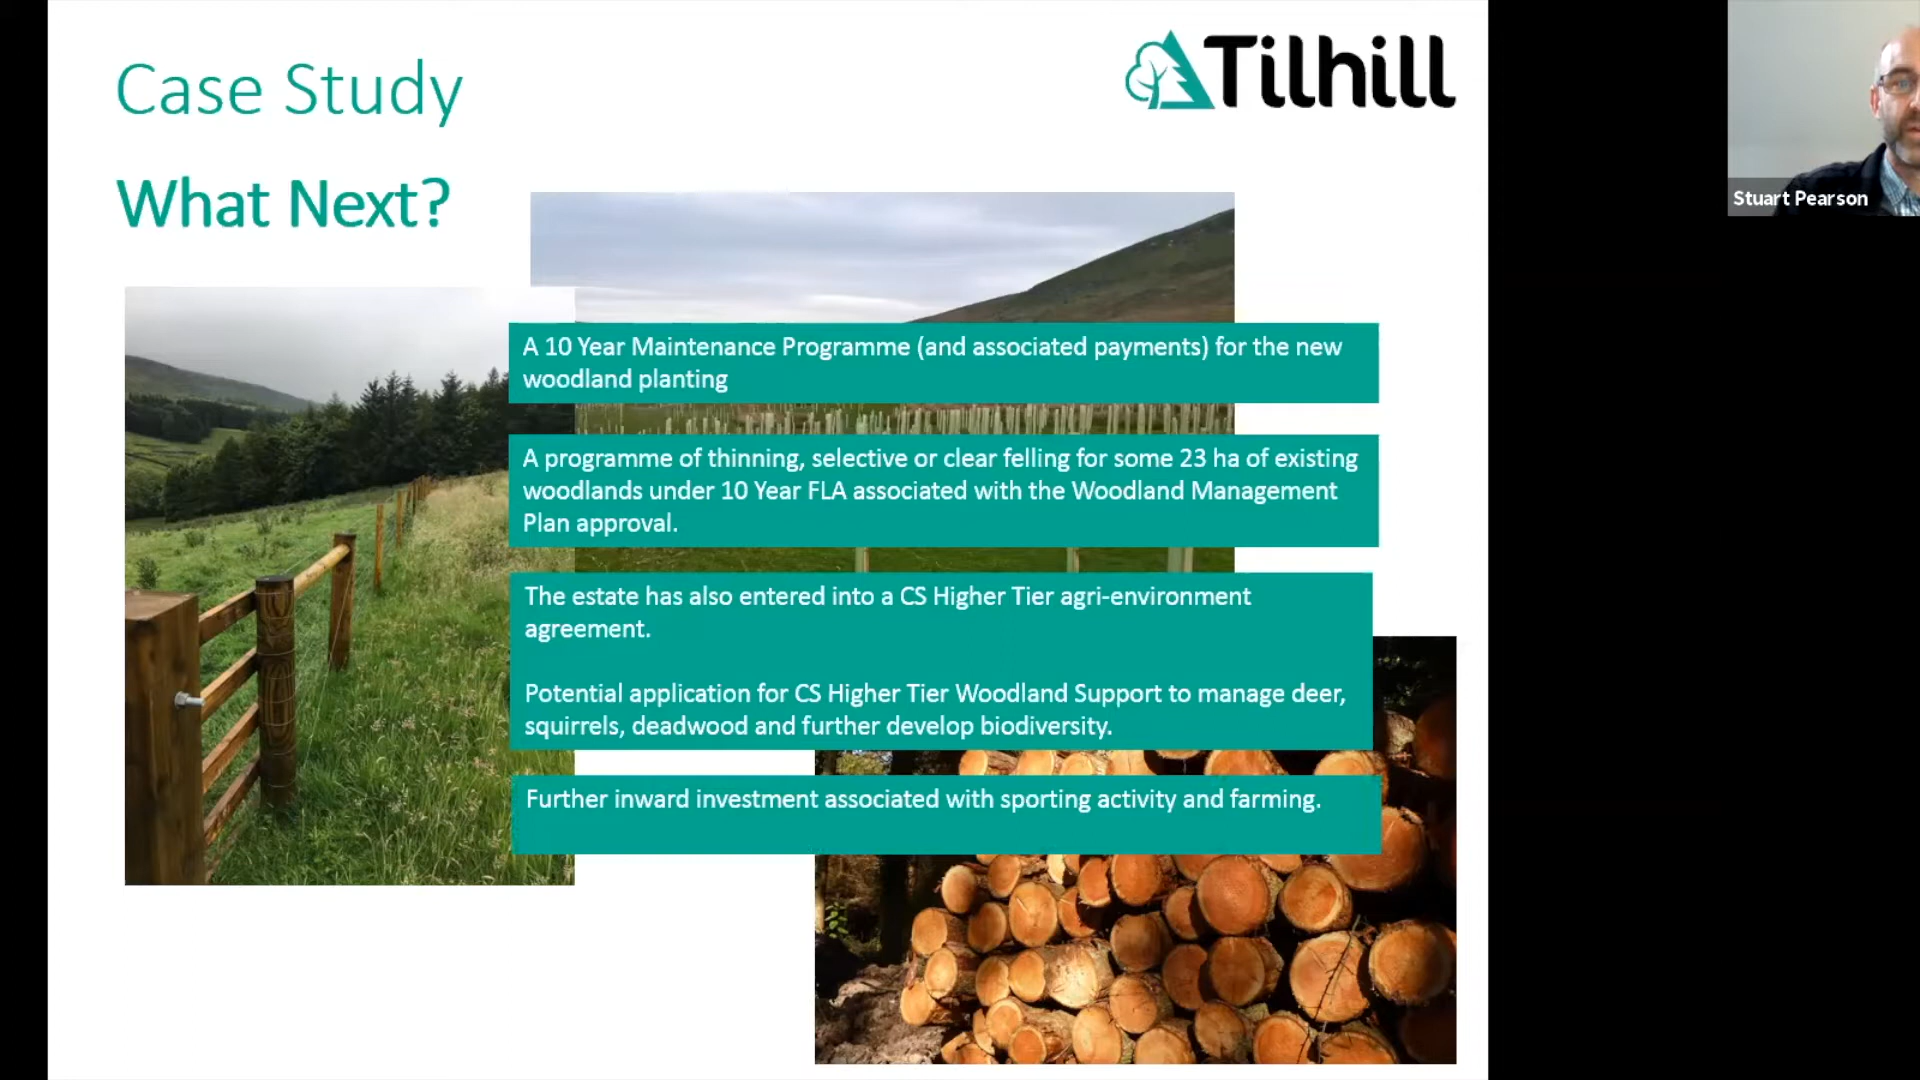 Case Study
Tilhill
What Next?
Stuart Pearson
A 10 Year Maintenance Programme (and associated payments) for the new
woodland planting
A programme of thinning, selective or clear felling for some 23 ha of existing
woodlands under 10 Year FLA associated with the Woodland Management
Plan approval.
The estate has also entered into a CS Higher Tier agri-environment
agreement.
Potential application for CS Higher Tier Woodland Support to manage deer,
squirrels, deadwood and further develop biodiversity.
Further inward investment associated with sporting activity and farming.